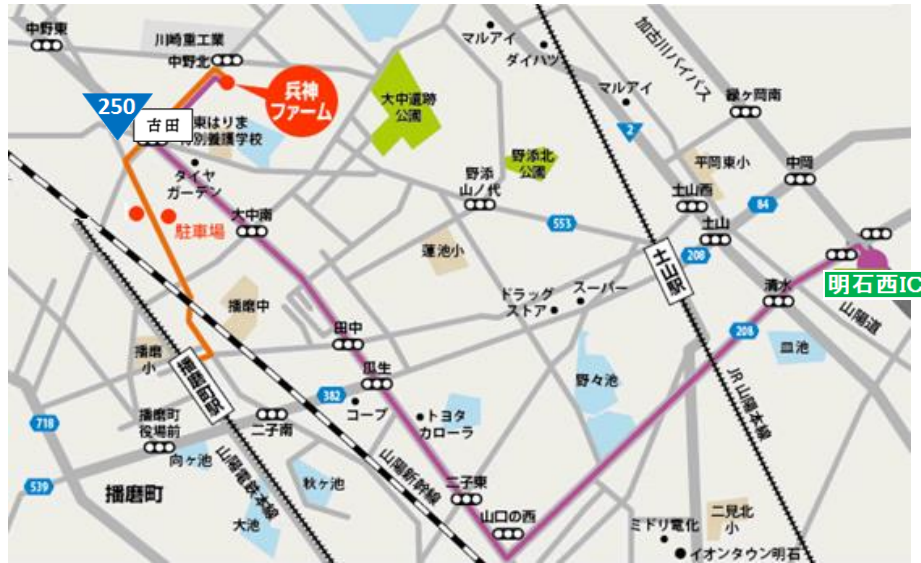 中野東
川崎重工業
中野北
兵神
ファーム
250
古田
東はりま
特別養護学校
タイヤ
ガーデン
大中遺跡
公園
マルアイ
ダイハツ
マルアイ
加古川バイパス
緑ヶ岡南
2
野添北
公園
平岡東小
中岡
野添
山ノ代
土山西
84
土山
553
大中南
駐車場
蓮池小
土山駅
208
清水
明石西IC
山陽道
ドラッグ
ストア
スーパー
播磨中
田中
208
皿池
播磨
小
播磨町駅
瓜生
野々池
JR山陽本線
382
コープ
トヨタ
カローラ
718
播磨町
役場前
二子南
向ヶ池
山陽電鉄本線
山陽新幹線
秋ヶ池
二子東
539
播磨町
大池
山口の西
二見北
小
ミドリ電化
イオンタウン明石